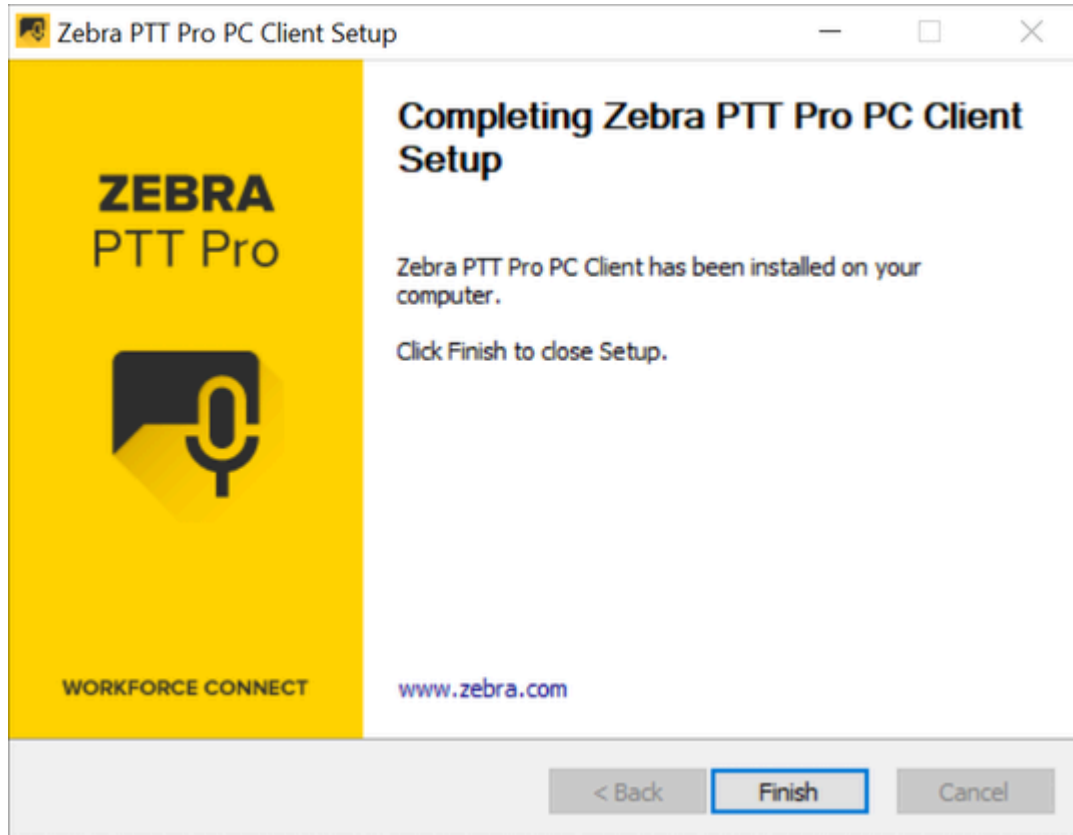 Zebra PTT Pro PC Client Setup
ZEBRA
PTT Pro
WORKFORCE CONNECT
Completing Zebra PTT Pro PC Client
Setup
Zebra PTT Pro PC Client has been installed on your
computer.
Click Finish to close Setup.
www.zebra.com
< Back
Finish
Cancel